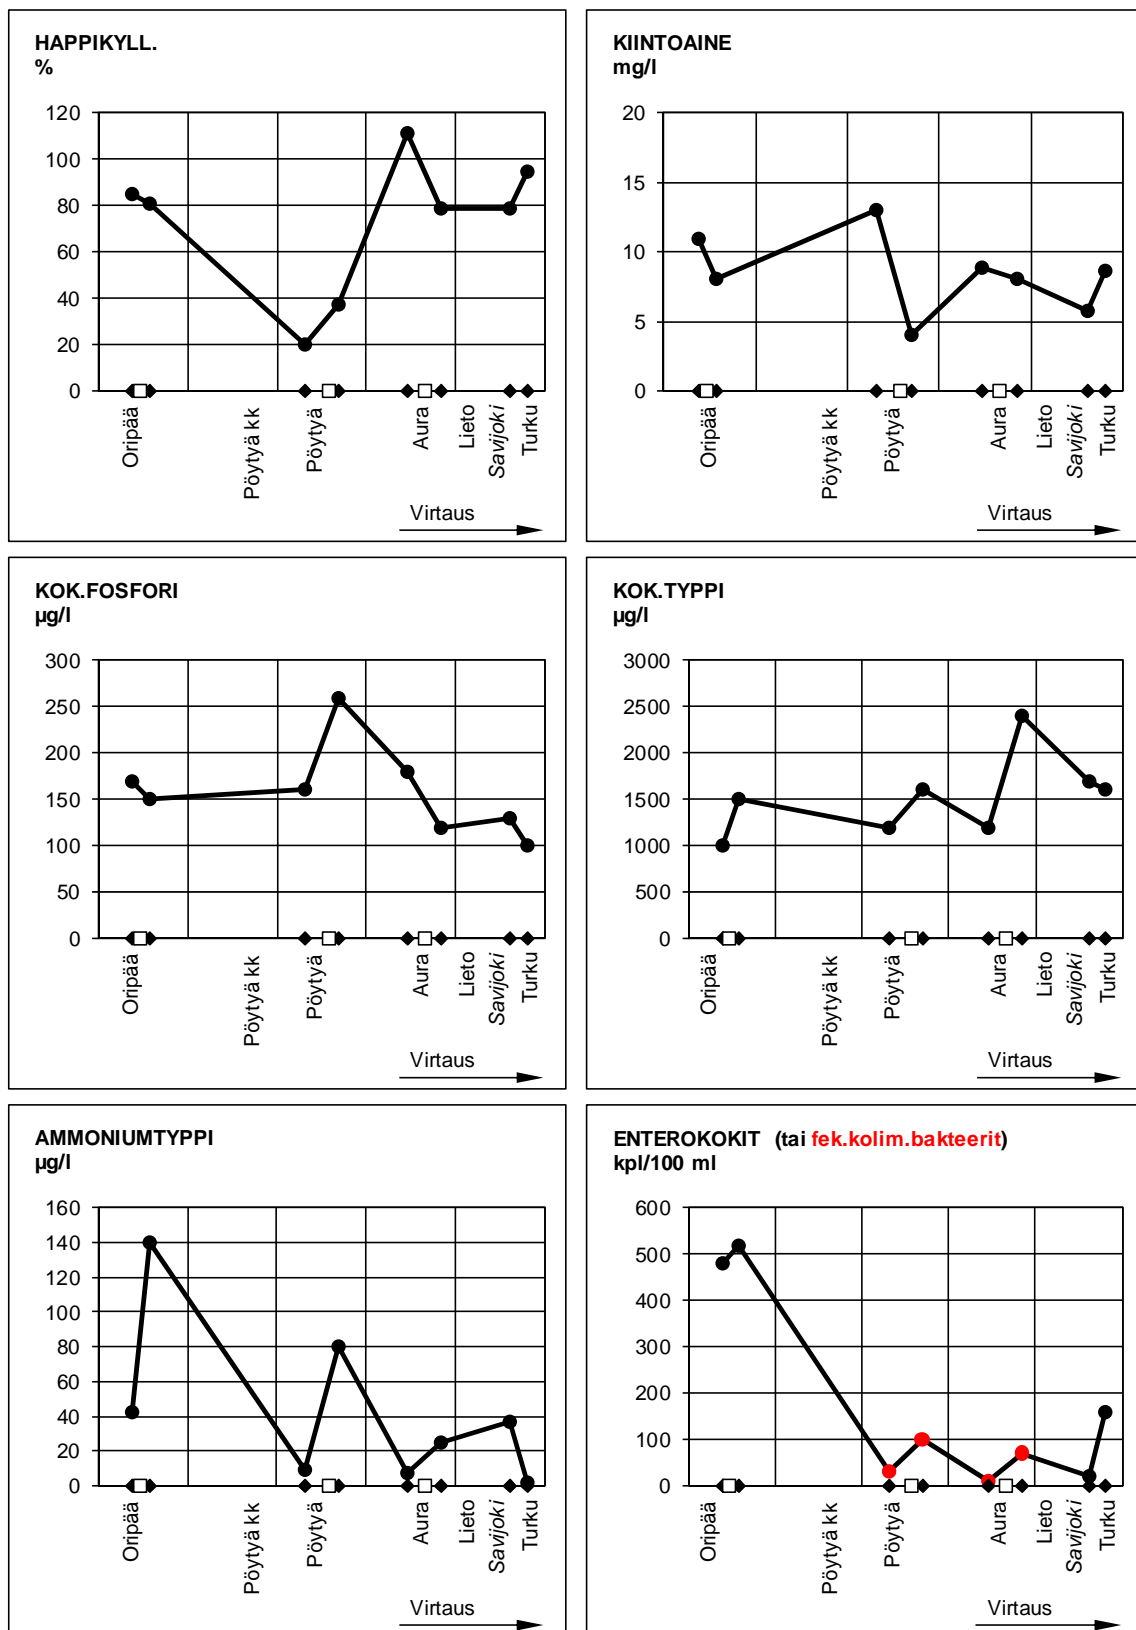 HAPPIKYLL.
%
120
100
80
60
40
20
0
Oripää
Pöytyä kk
Pöytyä
Aura
Lieto
Savijoki
Turku
Virtaus
KIINTOAINE
mg/l
20
15
10
5
0
Oripää
Pöytyä kk
Pöytyä
Aura
Lieto
Savijoki
Turku
Virtaus
KOK.FOSFORI
µg/l
300
250
200
150
100
50
0
Oripää
Pöytyä kk
Pöytyä
Aura
Lieto
Savijoki
Turku
Virtaus
KOK.TYPPI
µg/l
3000
2500
2000
1500
1000
500
0
Oripää
Pöytyä kk
Pöytyä
Aura
Lieto
Savijoki
Turku
Virtaus
AMMONIUMTYPPI
µg/l
160
140
120
100
80
60
40
20
0
Oripää
Pöytyä kk
Pöytyä
Aura
Lieto
Savijoki
Turku
Virtaus
ENTEROKOKIT (tai fek.kolim.bakteerit)
kpl/100 ml
600
500
400
300
200
100
0
Oripää
Pöytyä kk
Pöytyä
Aura
Lieto
Savijoki
Turku
Virtaus